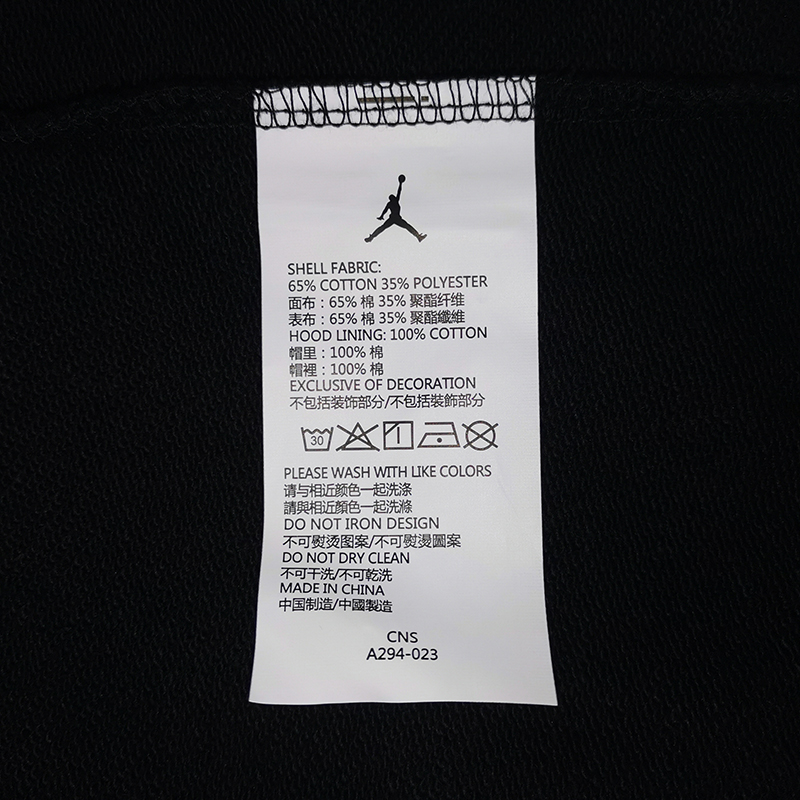 SHELL FABRIC:
65% COTTON 35% POLYESTER
面布：65% 棉 35% 聚酯纤维
表布：65% 棉 35% 聚酯纖維
HOOD LINING: 100% COTTON
帽里：100% 棉
帽裡：100% 棉
EXCLUSIVE OF DECORATION
不包括装饰部分/不包括裝飾部分
30
PLEASE WASH WITH LIKE COLORS
请与相近颜色一起洗涤
請與相近顏色一起洗滌
DO NOT IRON DESIGN
不可熨烫图案/不可熨燙圖案
DO NOT DRY CLEAN
不可干洗/不可乾洗
MADE IN CHINA
中国制造/中國製造
CNS
A294-023